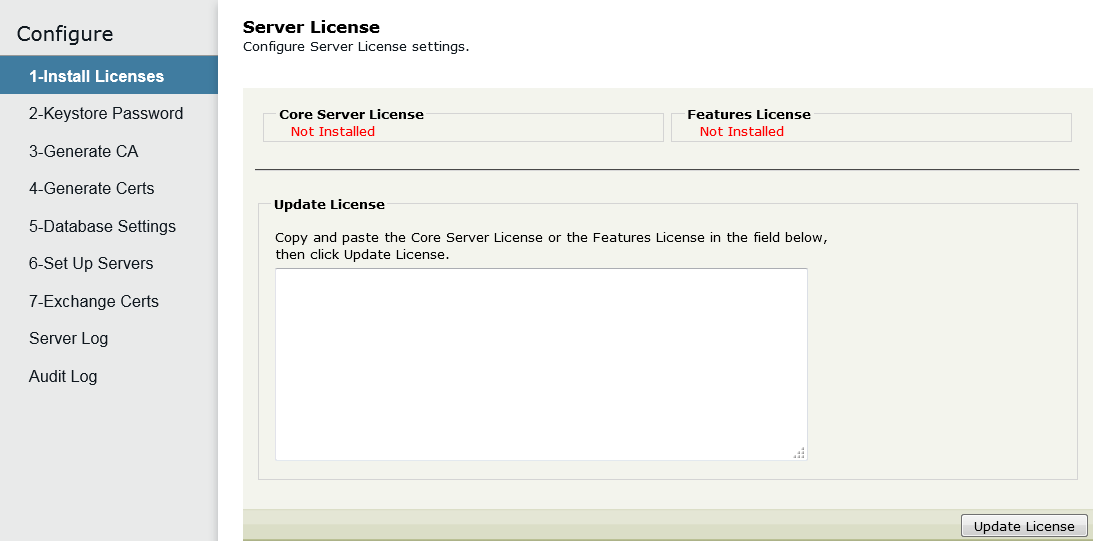 Configure
1-Install Licenses
2-Keystore Password
3-Generate CA
4-Generate Certs
5-Database Settings
6-Set Up Servers
7-Exchange Certs
Server Log
Audit Log
Server License
Configure Server License settings.
Core Server License
Not Installed
Features License
Not Installed
Update License
Copy and paste the Core Server License or the Features License in the field below,
then click Update License.
Update License